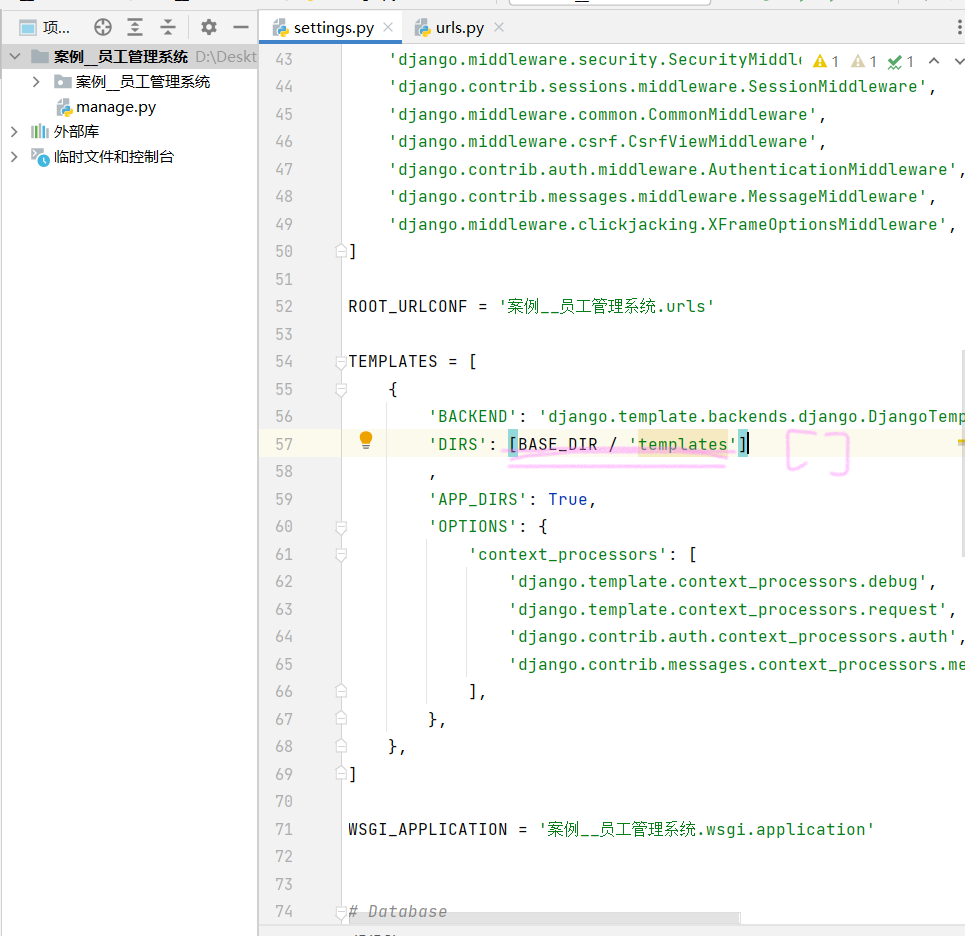 项...
settings.py
urls.py
案例__员工管理系统 D:\Deskt
案例__员工管理系统
manage.py
外部库
临时文件和控制台
1 1 1
43 'django.middleware.security.SecurityMiddl
44 'django.contrib.sessions.middleware.SessionMiddleware',
45 'django.middleware.common.CommonMiddleware',
46 'django.middleware.csrf.CsrfViewMiddleware',
47 'django.contrib.auth.middleware.AuthenticationMiddleware',
48 'django.contrib.messages.middleware.MessageMiddleware',
49 'django.middleware.clickjacking.XFrameOptionsMiddleware',
50 ]
51
52 ROOT_URLCONF = '案例__员工管理系统.urls'
53
54 TEMPLATES = [
55 {
56 'BACKEND': 'django.template.backends.django.DjangoTemp
57 'DIRS': [BASE_DIR / 'templates']
58 ,
59 'APP_DIRS': True,
60 'OPTIONS': {
61 'context_processors': [
62 'django.template.context_processors.debug',
63 'django.template.context_processors.request',
64 'django.contrib.auth.context_processors.auth',
65 'django.contrib.messages.context_processors.me
66 ],
67 },
68 },
69 ]
70
71 WSGI_APPLICATION = '案例__员工管理系统.wsgi.application'
72
73
74 # Database